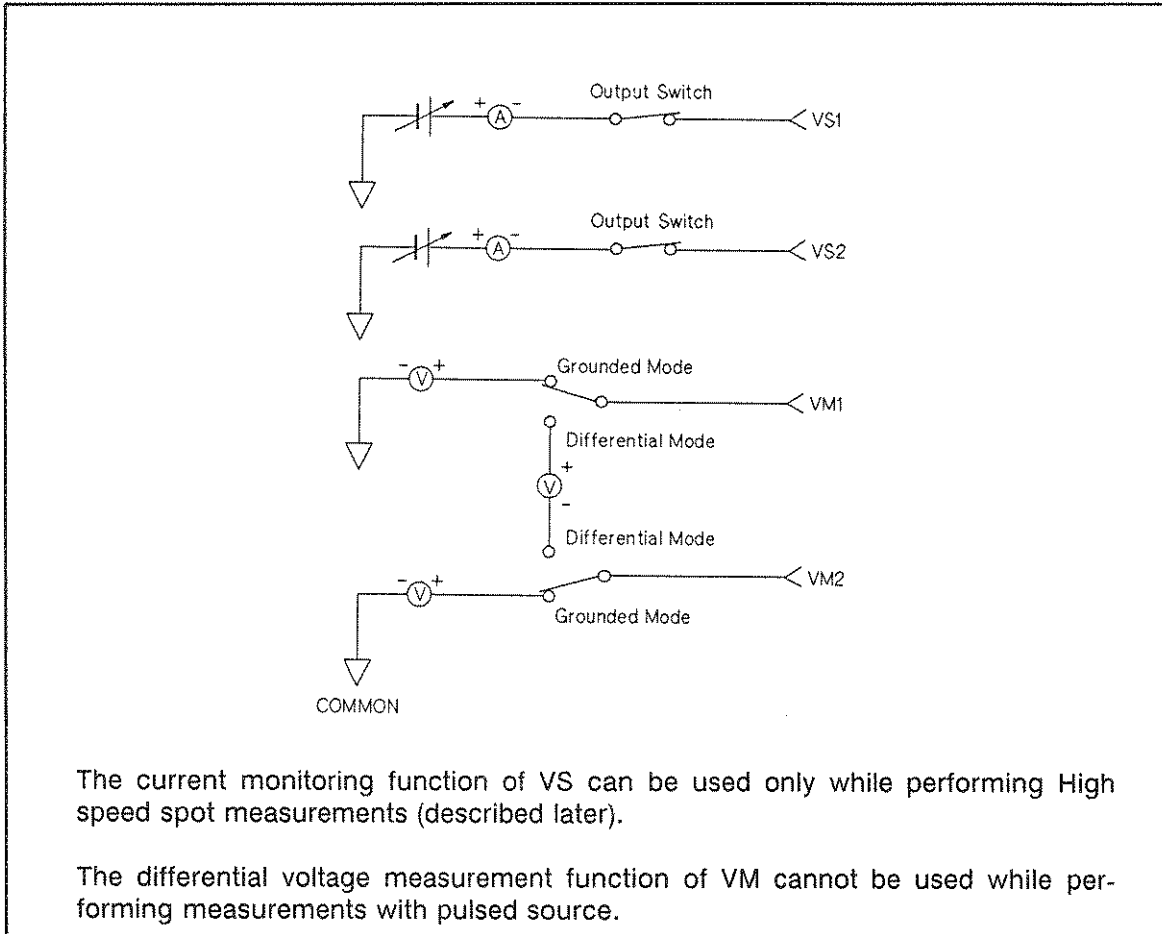 Output Switch
+ A -
VS1
Output Switch
+ A -
VS2
Grounded Mode
- V +
VM1
Differential Mode
+
V
-
Differential Mode
VM2
- V +
Grounded Mode
COMMON
The current monitoring function of VS can be used only while performing High
speed spot measurements (described later).
The differential voltage measurement function of VM cannot be used while per-
forming measurements with pulsed source.